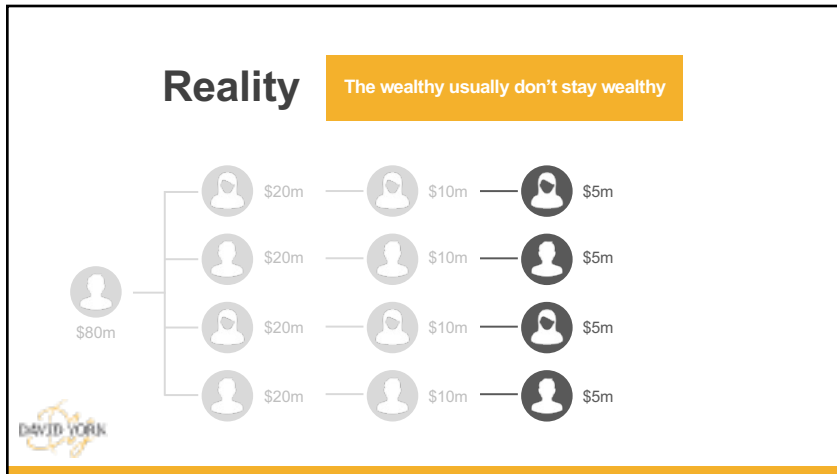 Reality
The wealthy usually don't stay wealthy
$20m $10m $5m
$20m $10m $5m
$80m
$20m $10m $5m
$20m $10m $5m
DAVID YORK